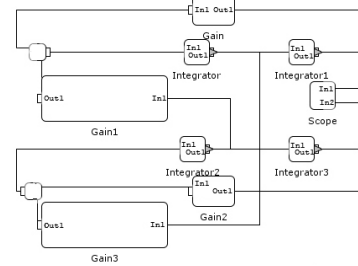 In1 Out1
Gain
In1
Out1
Integrator
In1
Out1
Integrator1
Out1 In1
Gain1
In1
In2
Scope
In1
Out1
Integrator2
In1
Out1
Integrator3
In1
Out1
Gain2
Out1 In1
Gain3